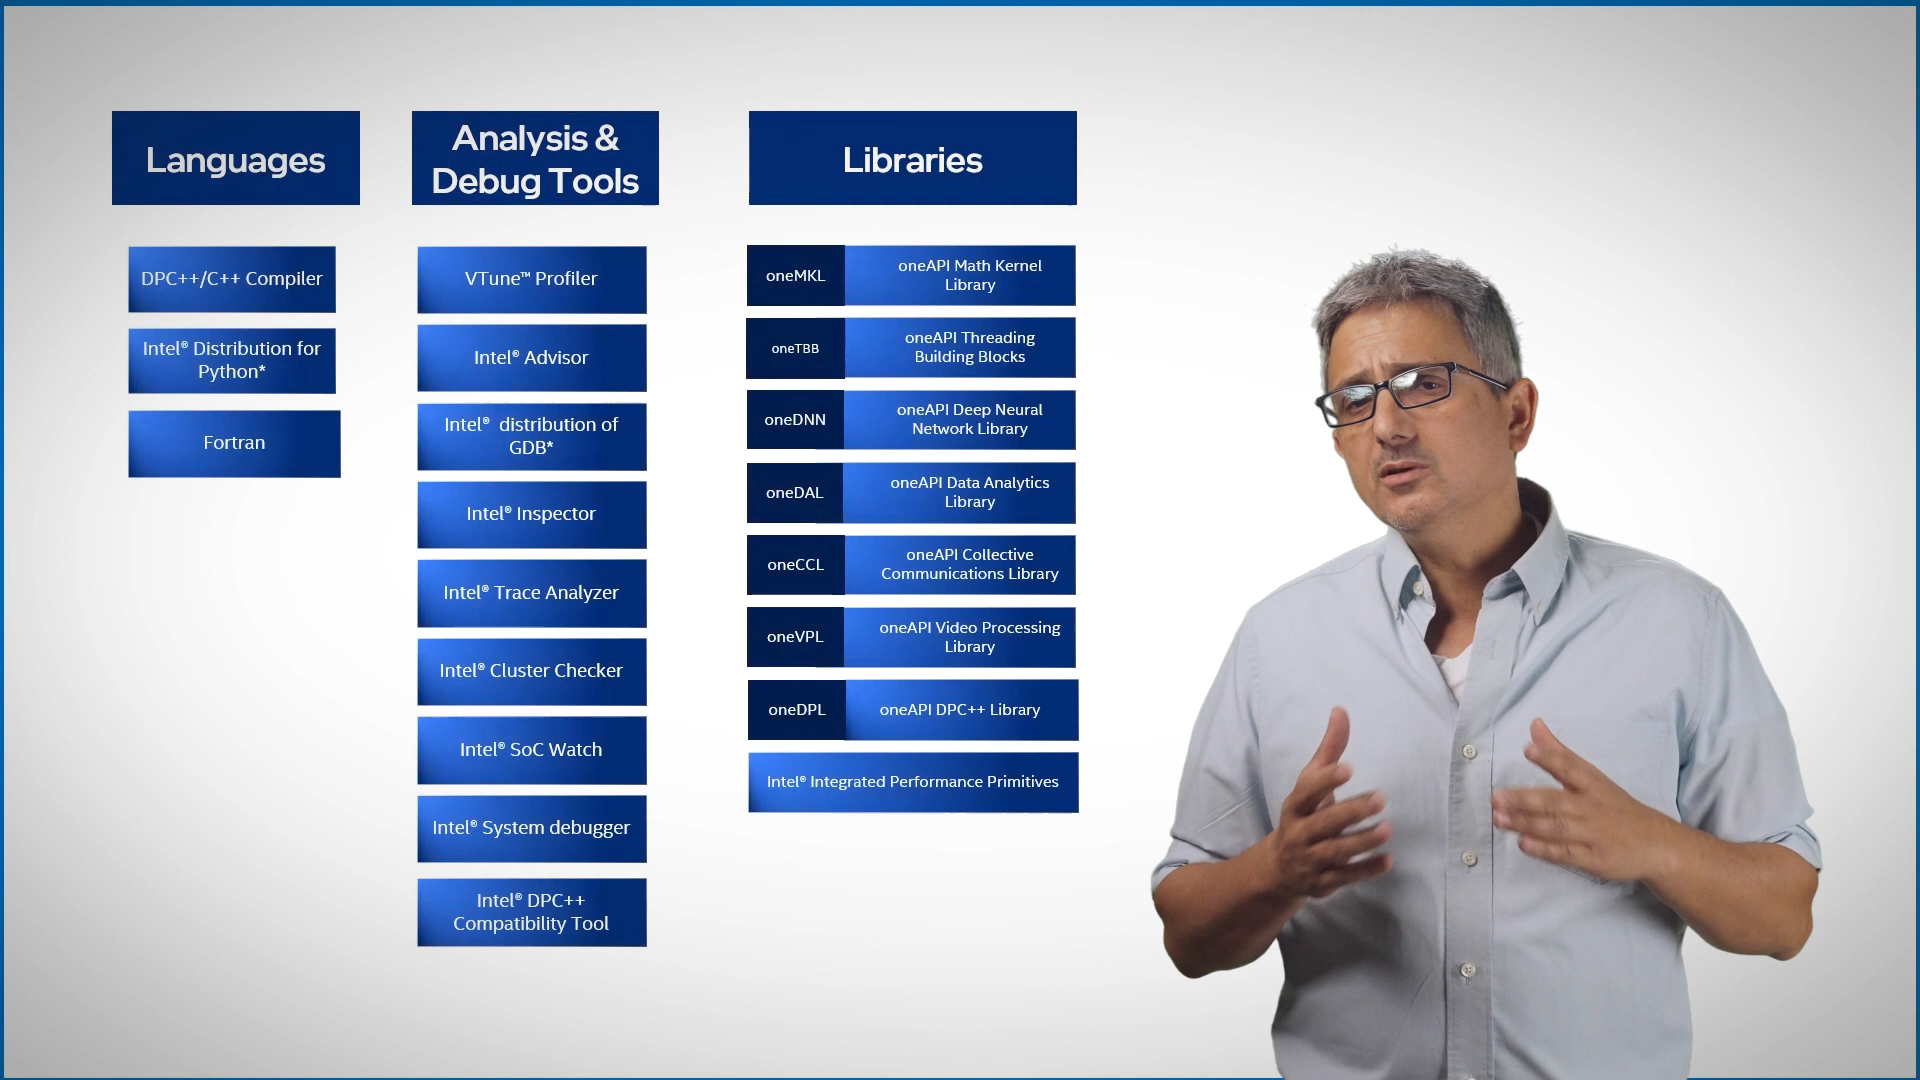 Languages
DPC++/C++ Compiler
Intel® Distribution for
Python*
Fortran
Analysis &
Debug Tools
VTune™ Profiler
Intel® Advisor
Intel® distribution of
GDB*
Intel® Inspector
Intel® Trace Analyzer
Intel® Cluster Checker
Intel® SoC Watch
Intel® System debugger
Intel® DPC++
Compatibility Tool
Libraries
oneMKL
oneAPI Math Kernel
Library
oneTBB
oneAPI Threading
Building Blocks
oneDNN
oneAPI Deep Neural
Network Library
oneDAL
oneAPI Data Analytics
Library
oneCCL
oneAPI Collective
Communications Library
oneVPL
oneAPI Video Processing
Library
oneDPL
oneAPI DPC++ Library
Intel® Integrated Performance Primitives